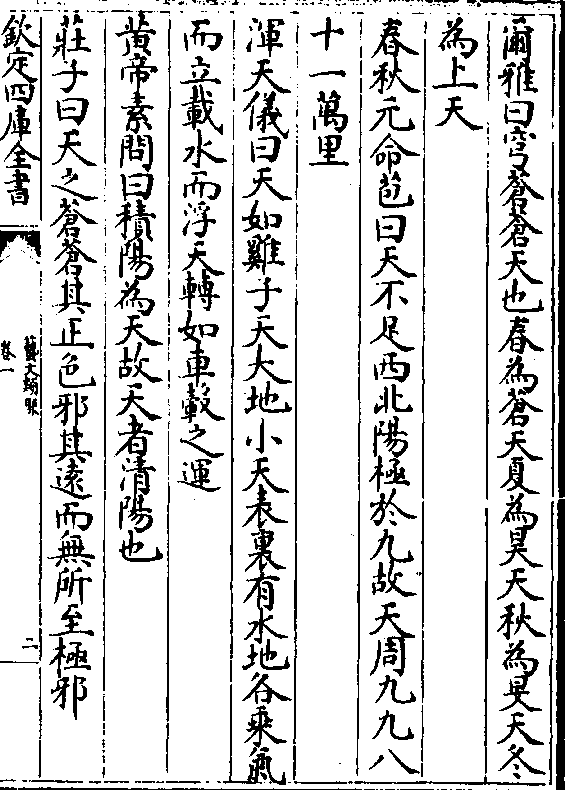 爾雅曰穹蒼蒼天也春為蒼天夏為昊天秋為旻天冬
為上天
春秋元命苞曰天不足西北陽極於九故天周九九八
十一萬里
渾天儀曰天如雞子天大地小天表裏有水地各乘氣
而立載水而浮天轉如車轂之運
黃帝素問曰積陽為天故天者清陽也
莊子曰天之蒼蒼其正色邪其遠而無所至極邪
欽定四庫全書
藝文類聚
卷一
二